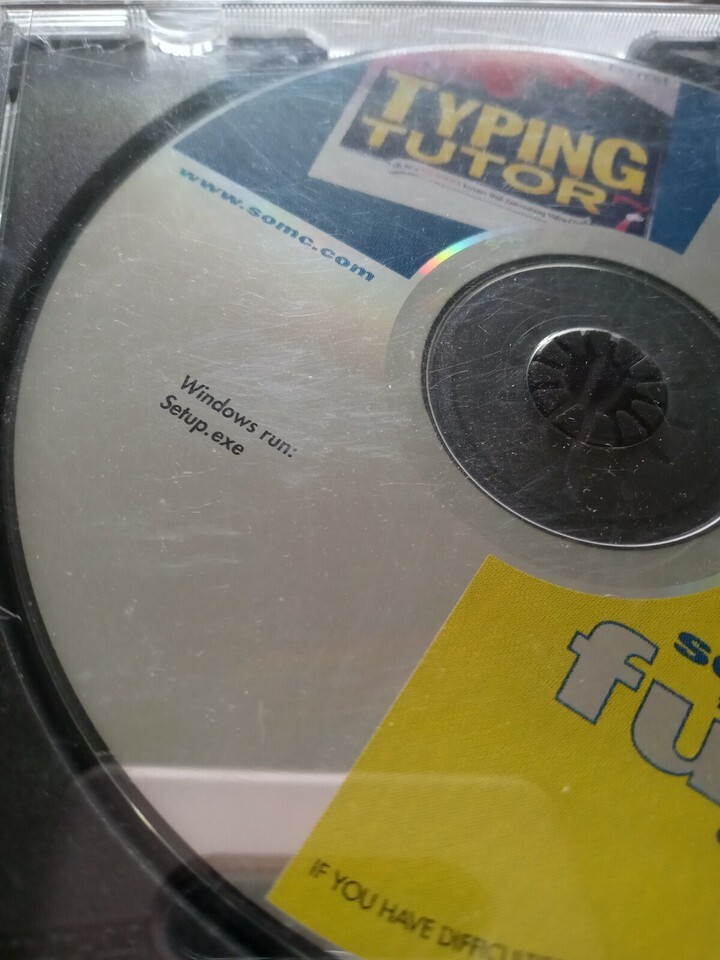 TYPING
TUTOR
www.somc.com
Windows run:
Setup.exe
fu
IF YOU HAVE